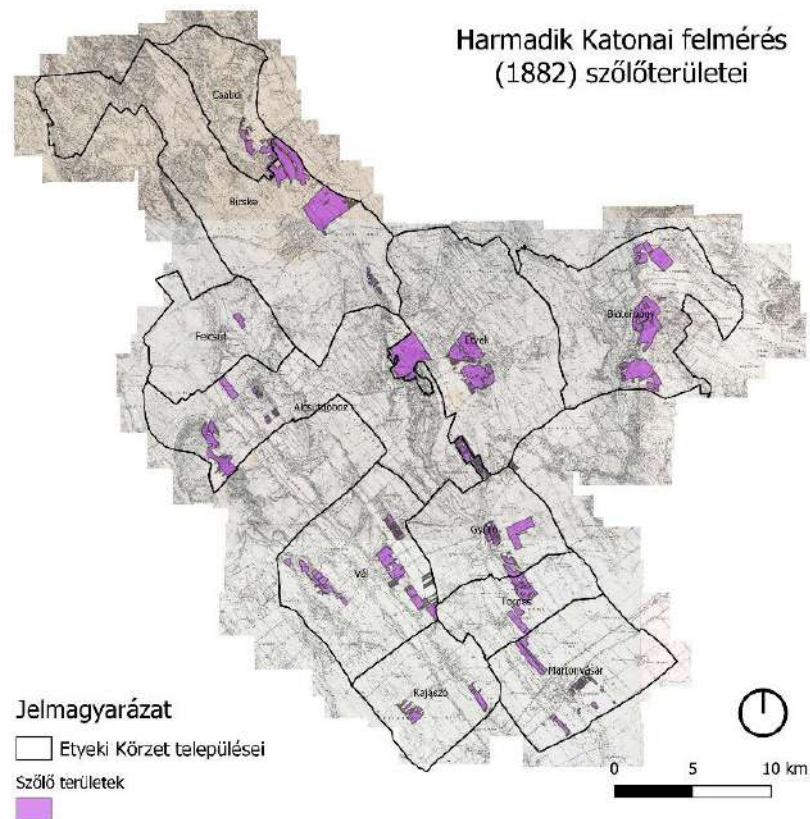 Harmadik Katonai felmérés
(1882) szőlőterületei
Csabdi
Bicske
Biatorbágy
Etyek
Felcsút
Alcsútdoboz
Gyúró
Vál
Tordas
Martonvásár
Kajászó
Jelmagyarázat
Etyeki Körzet települései
Szőlő területek
0 5 10 km